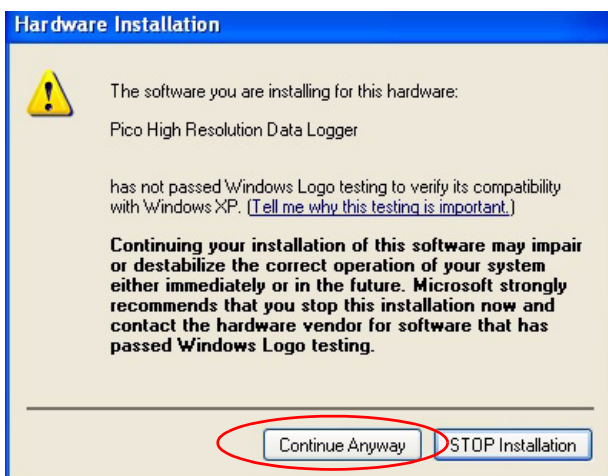 Hardware Installation
The software you are installing for this hardware:
Pico High Resolution Data Logger
has not passed Windows Logo testing to verify its compatibility
with Windows XP. (Tell me why this testing is important.)
Continuing your installation of this software may impair
or destabilize the correct operation of your system
either immediately or in the future. Microsoft strongly
recommends that you stop this installation now and
contact the hardware vendor for software that has
passed Windows Logo testing.
Continue Anyway STOP Installation